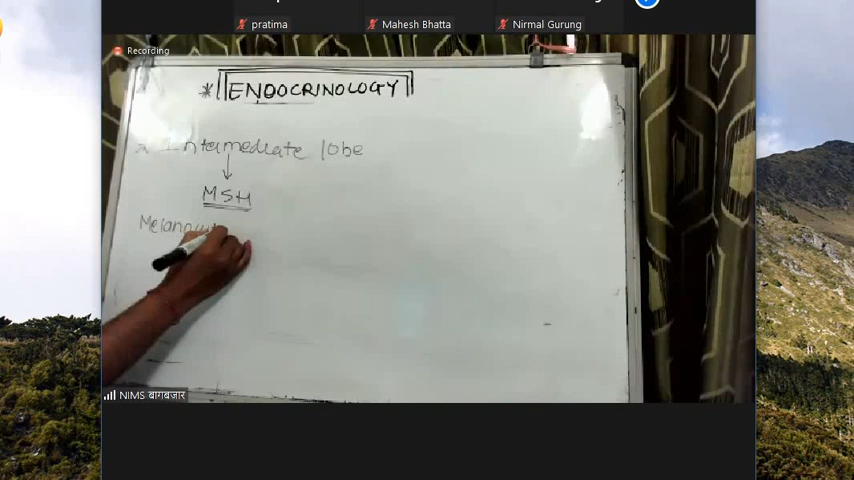 pratima
Mahesh Bhatta
Nirmal Gurung
Recording
* ENDOCRINOLOGY
Intermediate lobe
↓
MSH
NIMS बागबजार